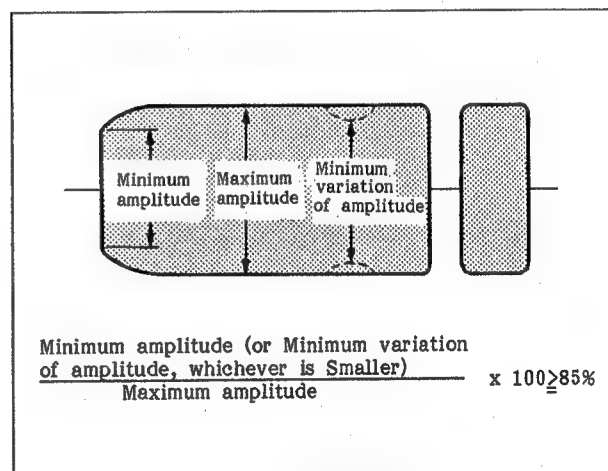 Minimum
amplitude
Maximum
amplitude
Minimum
variation
of amplitude
Minimum amplitude (or Minimum variation
of amplitude, whichever is Smaller)
Maximum amplitude
x 100≥85%